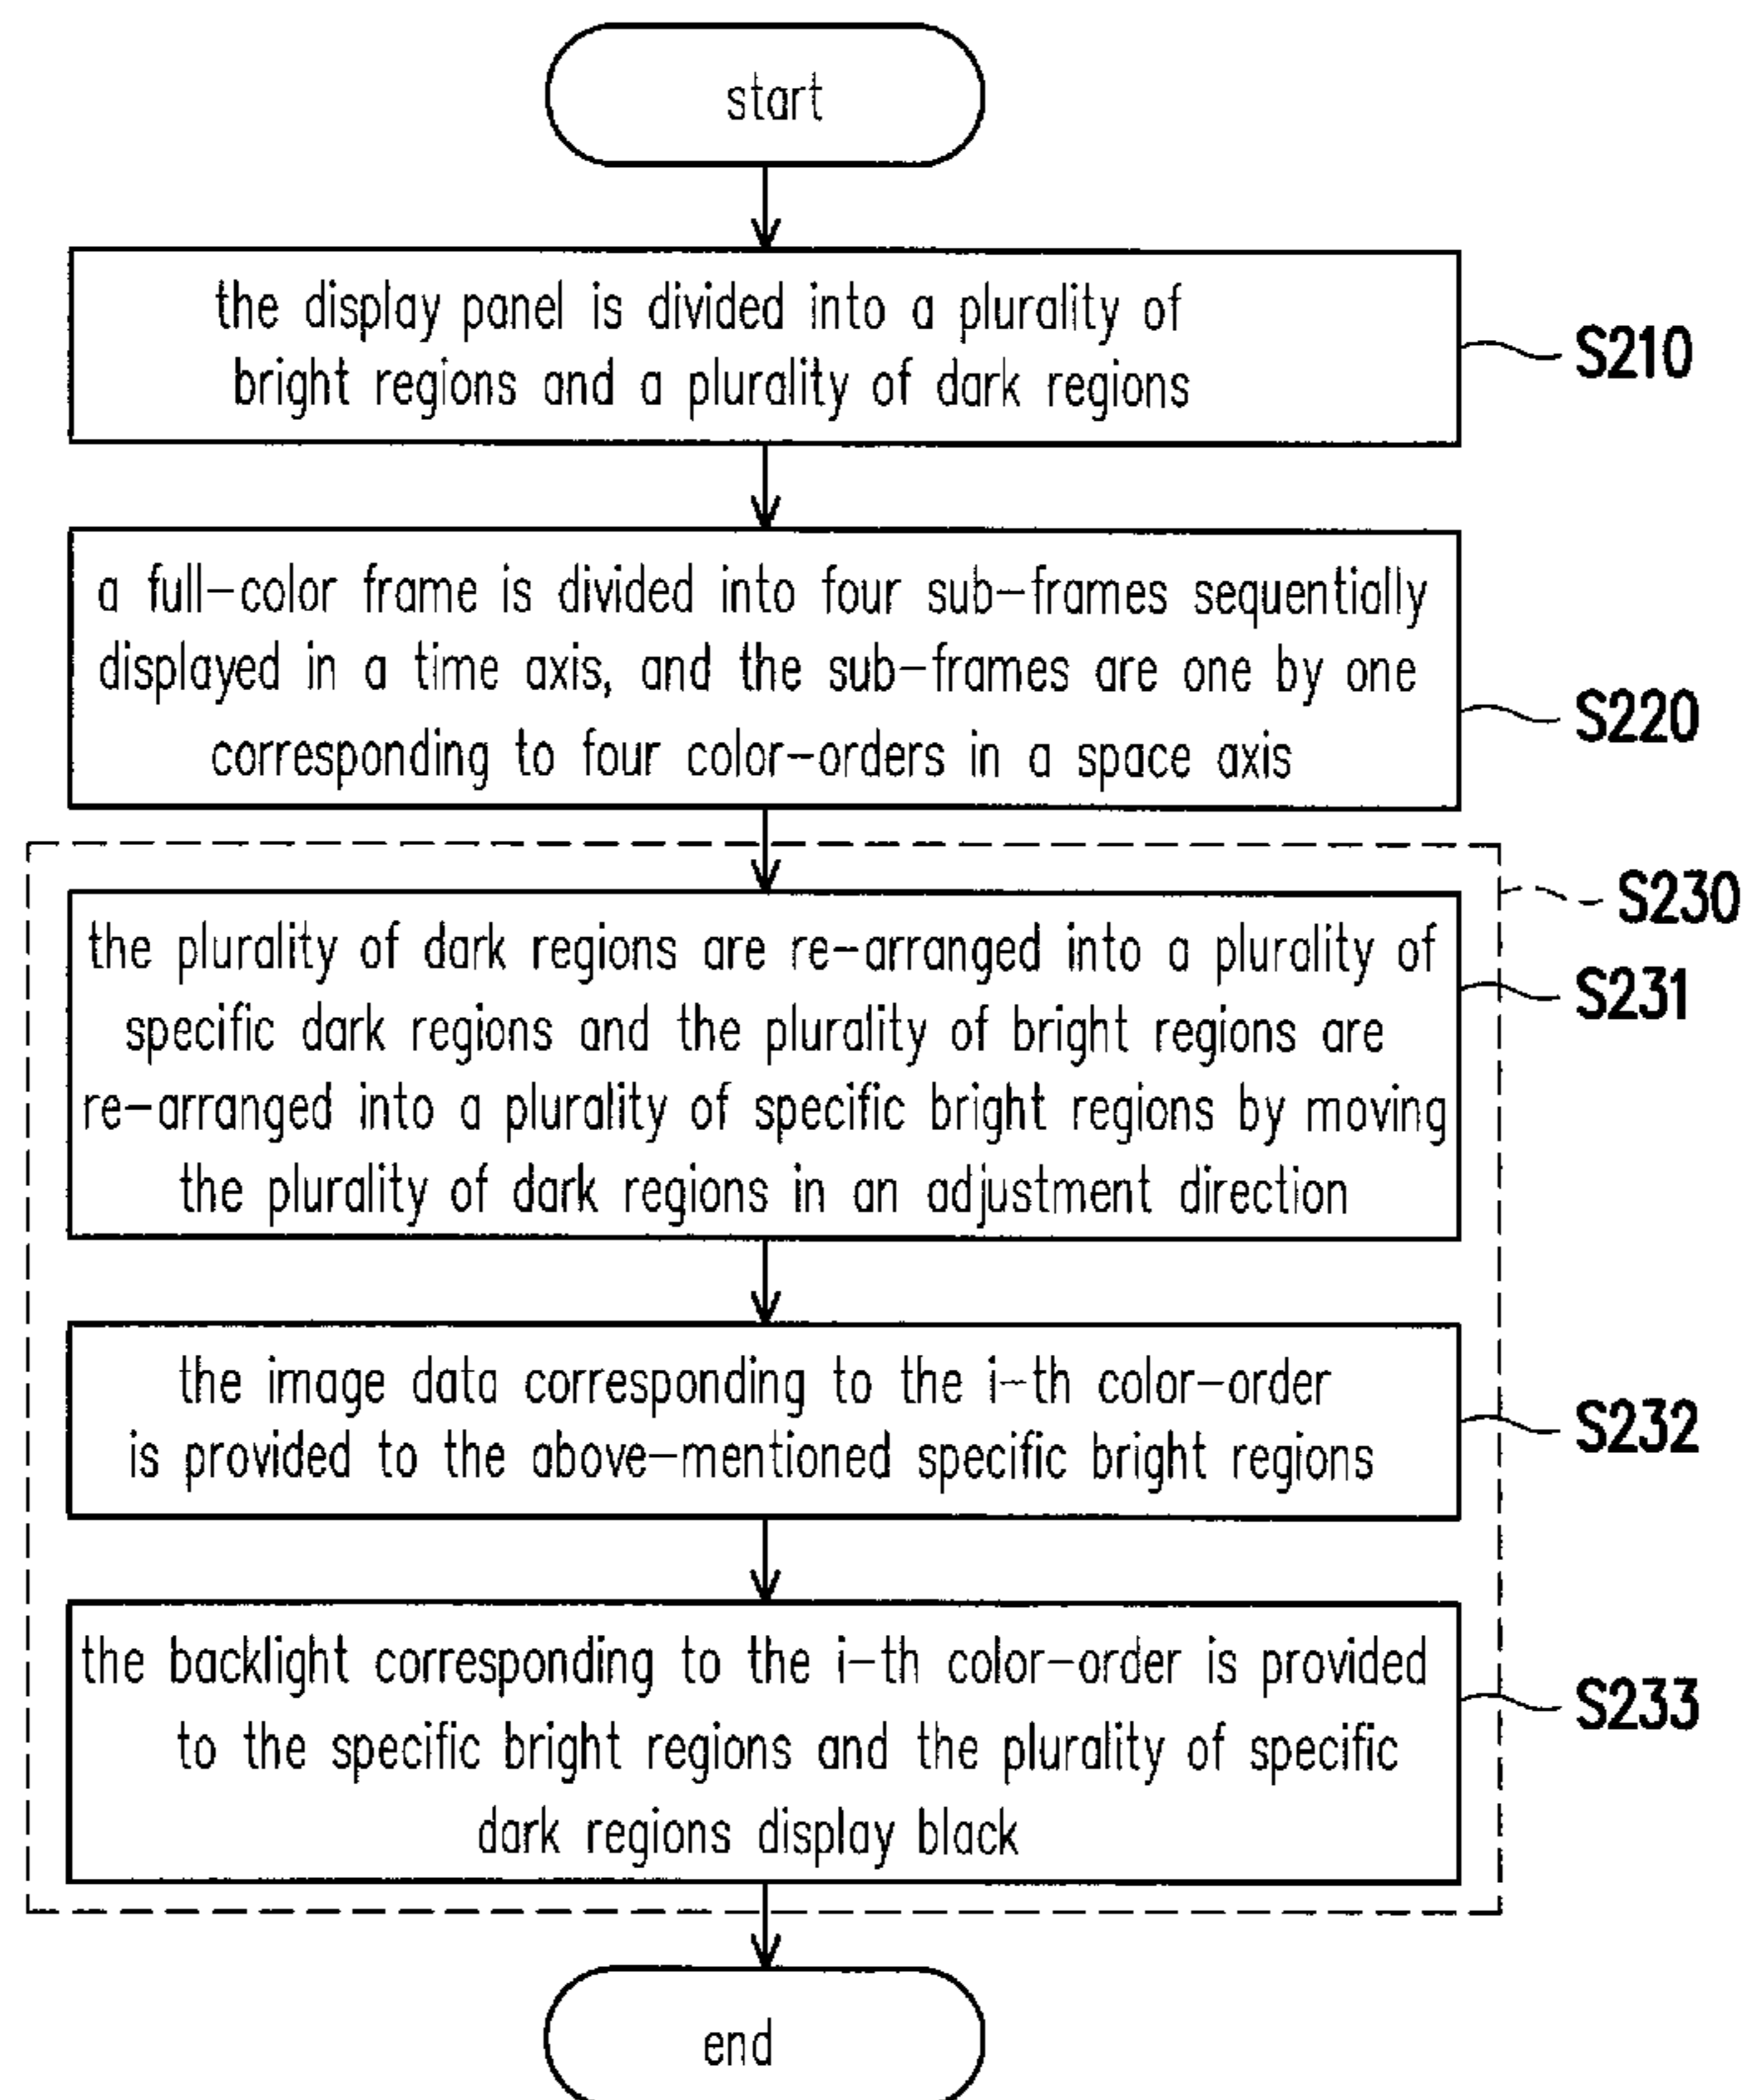 start
the display panel is divided into a plurality of
bright regions and a plurality of dark regions
S210
a full-color frame is divided into four sub-frames sequentially
displayed in a time axis, and the sub-frames are one by one
corresponding to four color-orders in a space axis
S220
S230
the plurality of dark regions are re-arranged into a plurality of
specific dark regions and the plurality of bright regions are
re-arranged into a plurality of specific bright regions by moving
the plurality of dark regions in an adjustment direction
S231
the image data corresponding to the i-th color-order
is provided to the above-mentioned specific bright regions
S232
the backlight corresponding to the i-th color-order is provided
to the specific bright regions and the plurality of specific
dark regions display black
S233
end